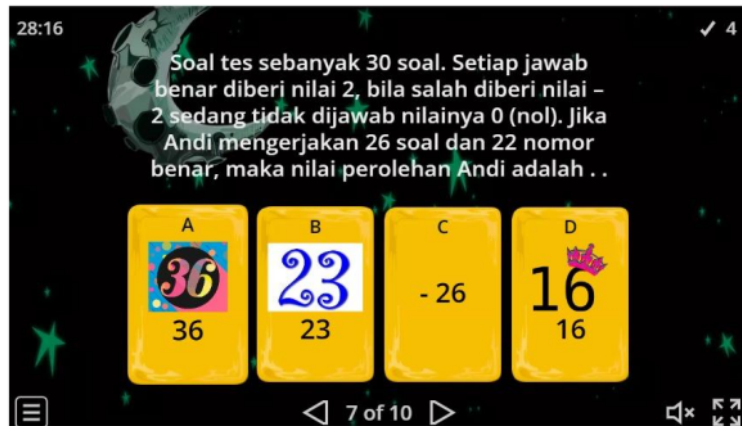 28:16
✓ 4
Soal tes sebanyak 30 soal. Setiap jawab
benar diberi nilai 2, bila salah diberi nilai –
2 sedang tidak dijawab nilainya 0 (nol). Jika
Andi mengerjakan 26 soal dan 22 nomor
benar, maka nilai perolehan Andi adalah . .
A
36
36
B
23
23
C
- 26
D
16
16
7 of 10